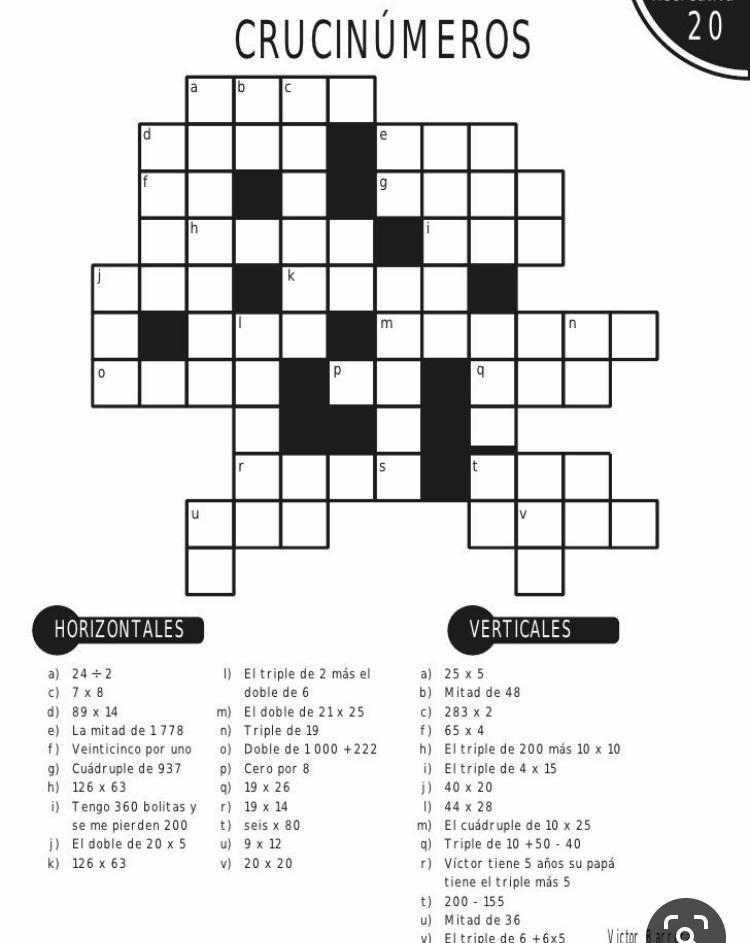 20
CRUCINÚMEROS
a b c
d e
f g
h i
j k
l m n
o p q
r s t
u v
HORIZONTALES
a) 24 ÷ 2
c) 7 x 8
d) 89 x 14
e) La mitad de 1 778
f) Veinticinco por uno
g) Cuádruple de 937
h) 126 x 63
i) Tengo 360 bolitas y
se me pierden 200
j) El doble de 20 x 5
k) 126 x 63
l) El triple de 2 más el
doble de 6
m) El doble de 21 x 25
n) Triple de 19
o) Doble de 1 000 + 222
p) Cero por 8
q) 19 x 26
r) 19 x 14
t) seis x 80
u) 9 x 12
v) 20 x 20
VERTICALES
a) 25 x 5
b) Mitad de 48
c) 283 x 2
f) 65 x 4
h) El triple de 200 más 10 x 10
i) El triple de 4 x 15
j) 40 x 20
l) 44 x 28
m) El cuádruple de 10 x 25
q) Triple de 10 + 50 - 40
r) Víctor tiene 5 años su papá
tiene el triple más 5
t) 200 - 155
u) Mitad de 36
v) El triple de 6 + 6x5
Víctor